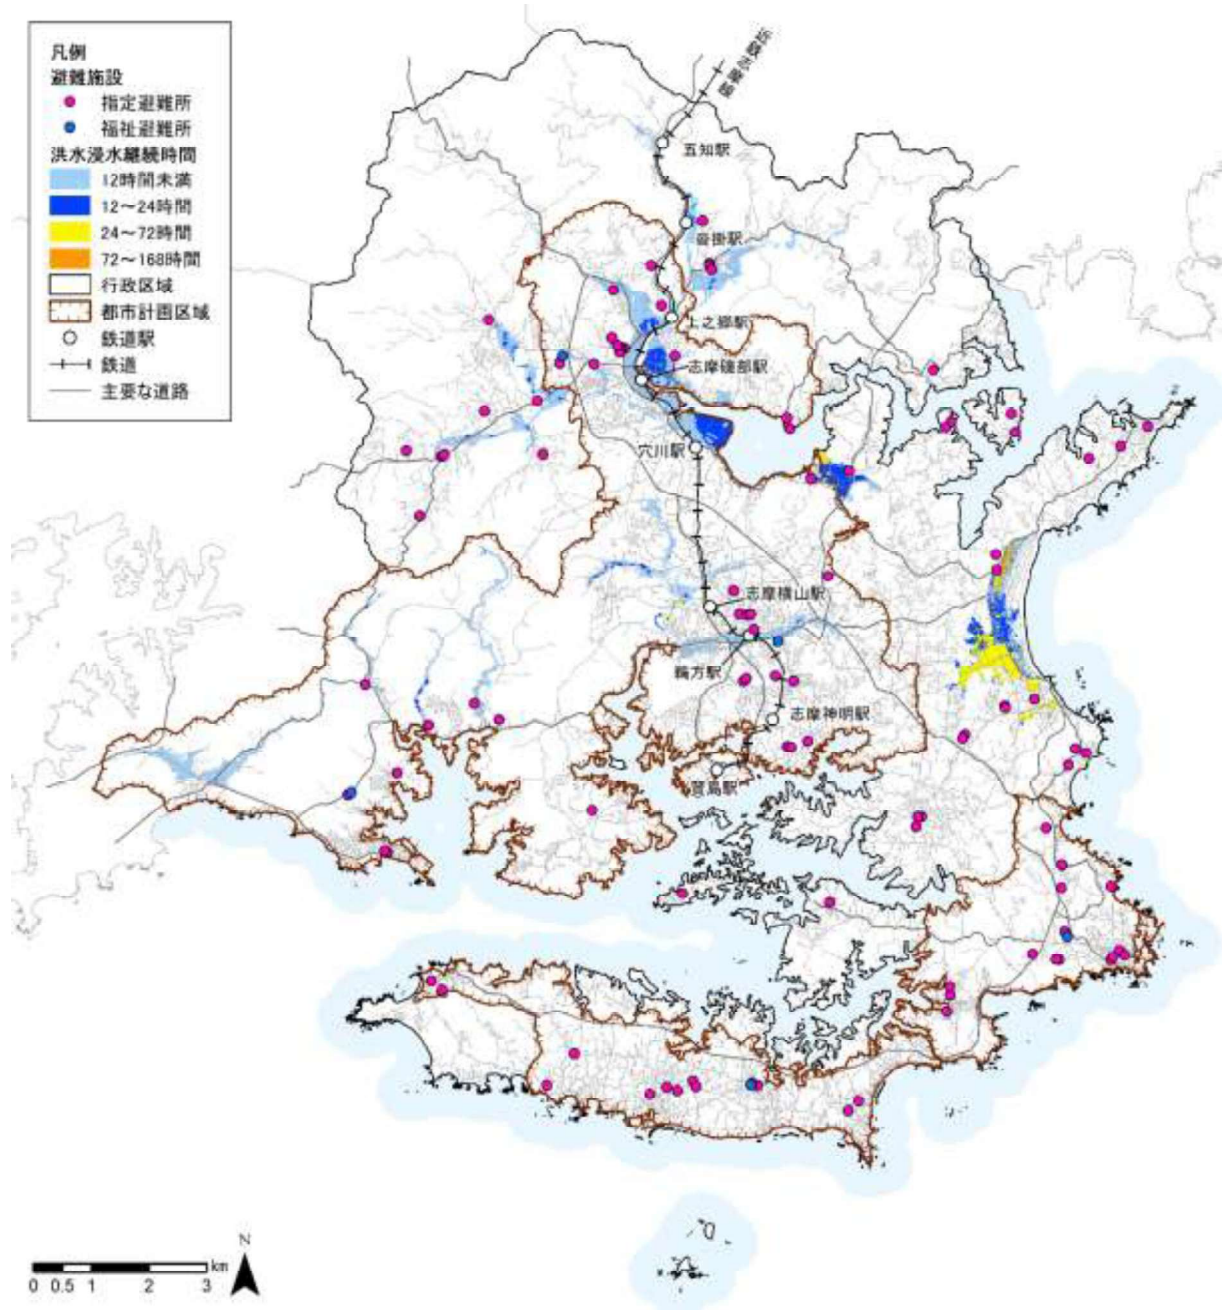 凡例
避難施設
指定避難所
福祉避難所
洪水浸水継続時間
12時間未満
12～24時間
24～72時間
72～168時間
行政区域
都市計画区域
鉄道駅
鉄道
主要な道路
近鉄志摩線
五知駅
沓掛駅
上之郷駅
志摩磯部駅
穴川駅
志摩横山駅
鵜方駅
志摩神明駅
賢島駅
0 0.5 1 2 3 km
N